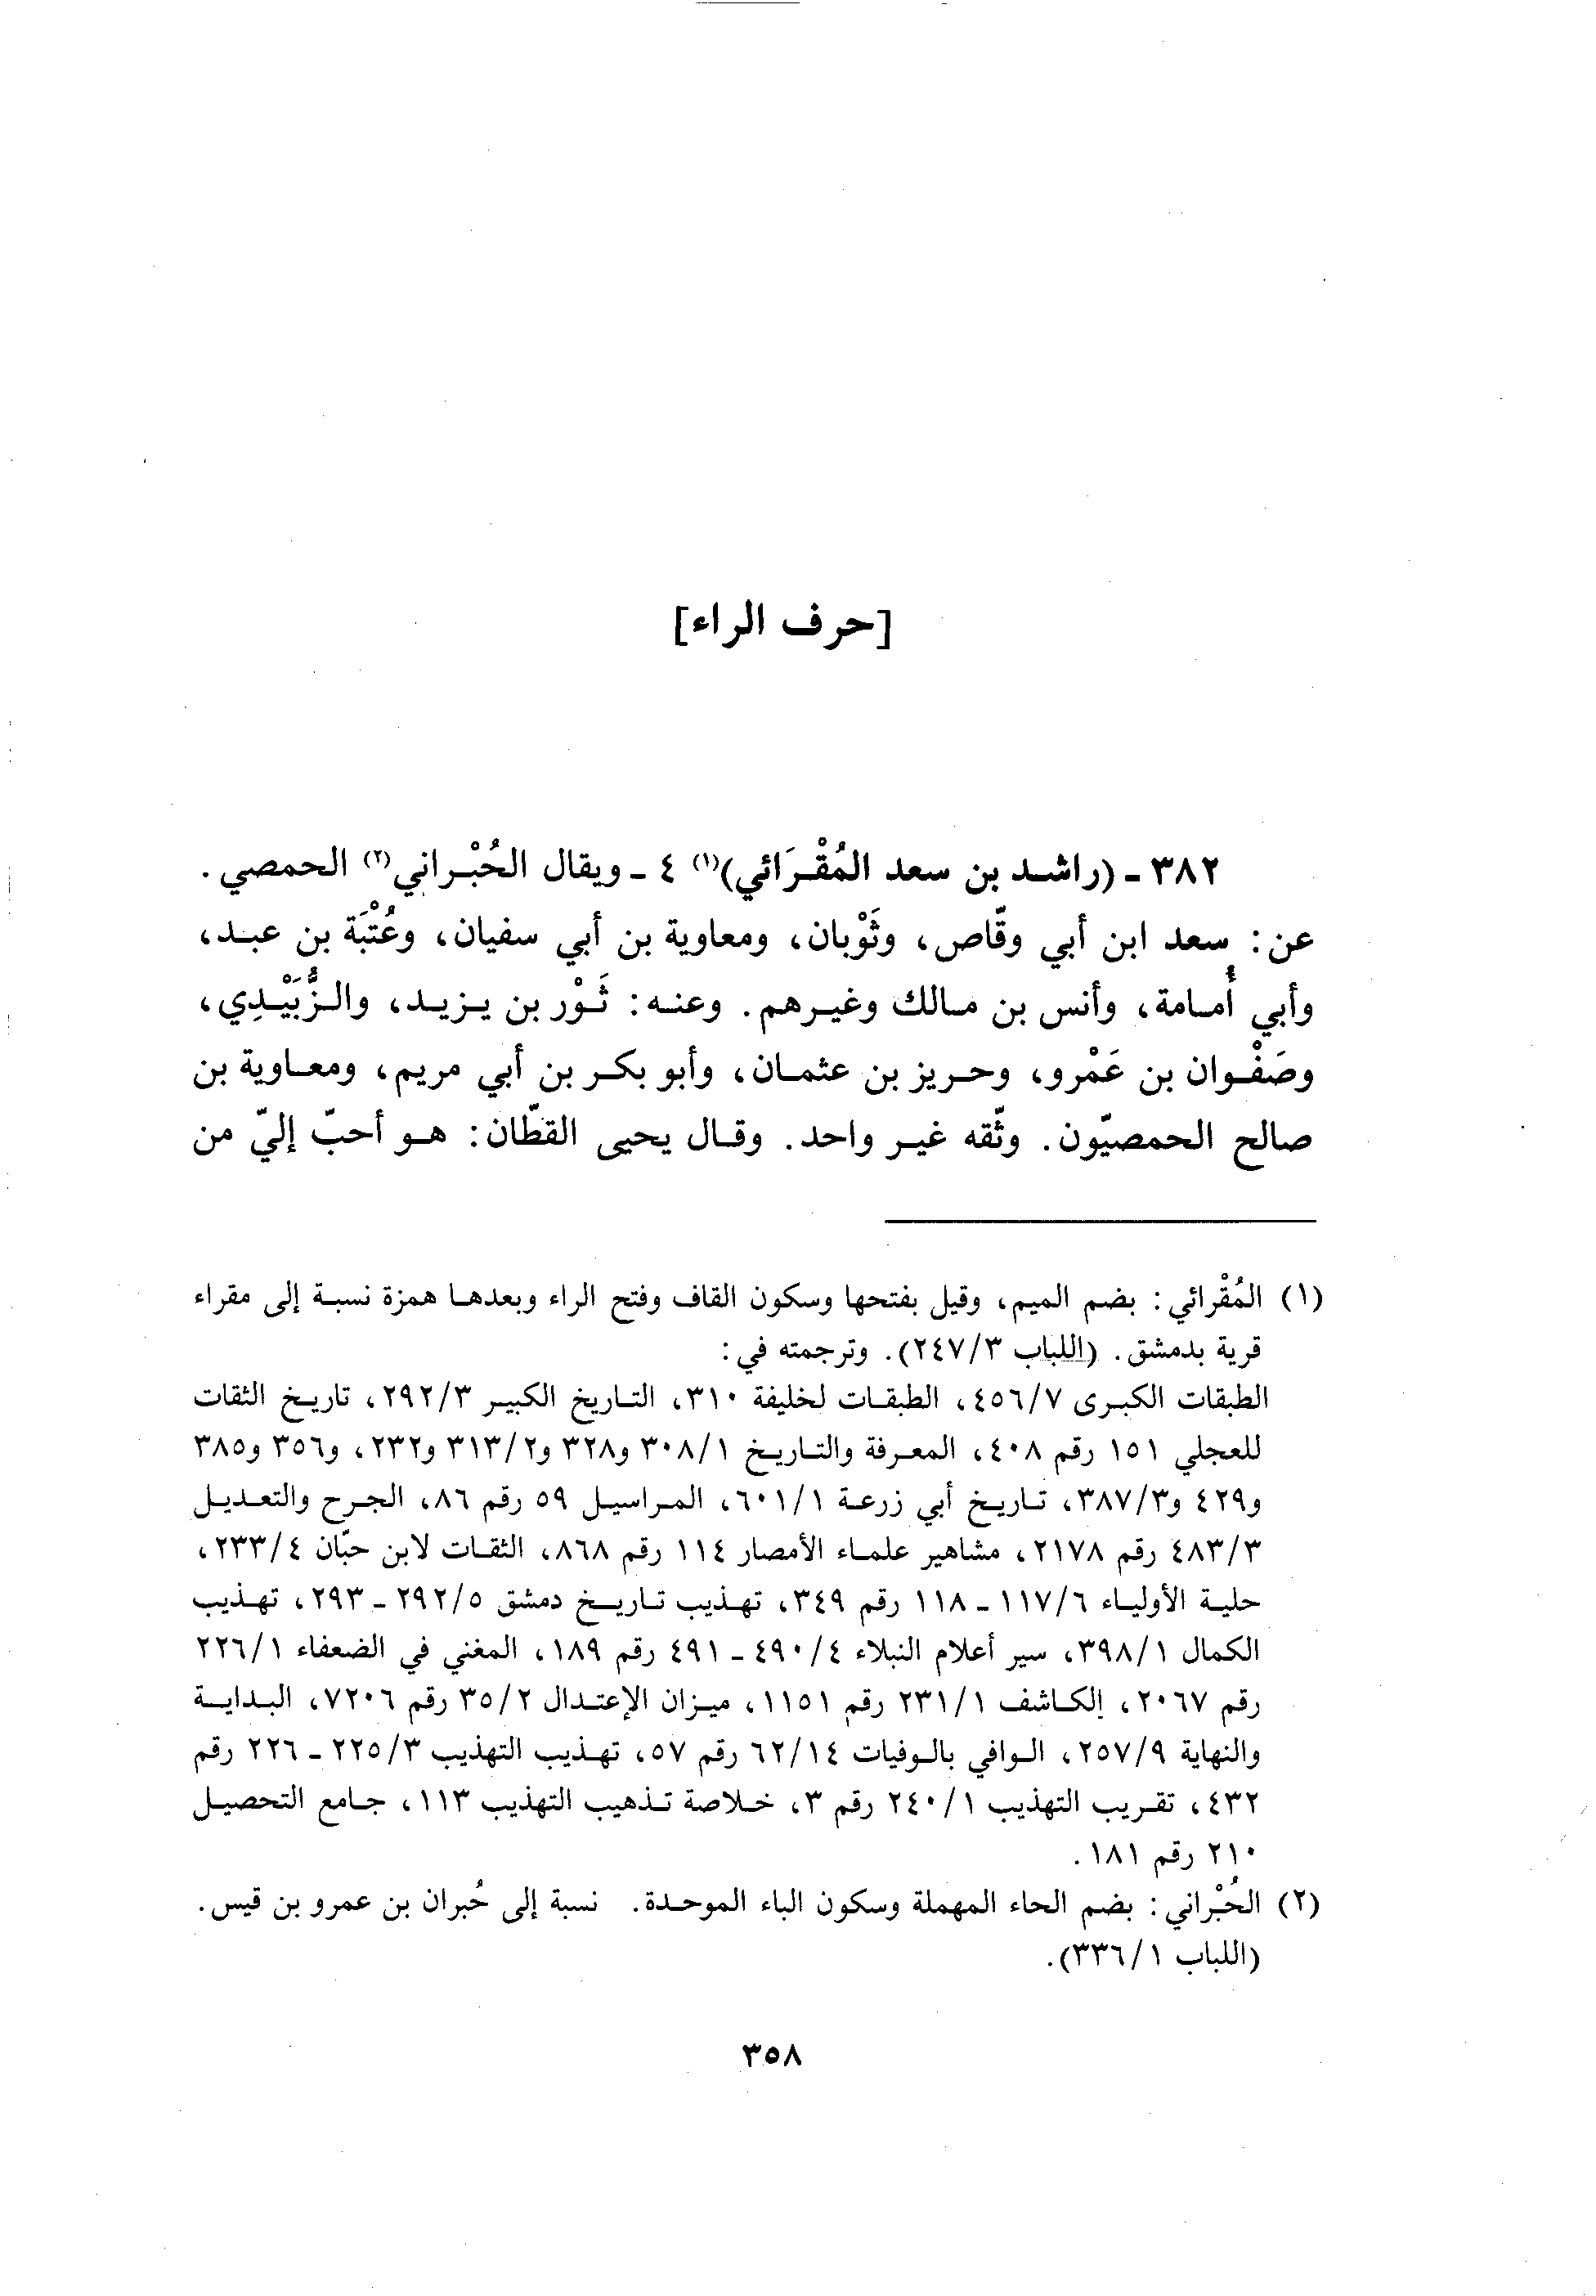 [حرف الراء]
٣٨٢ - (راشد بن سعد المُقْرَائي)(١) ٤ - ويقال الحُبْراني(٢) الحمصي.
عن: سعد ابن أبي وقّاص، وثَوْبان، ومعاوية بن أبي سفيان، وعُتْبَة بن عبد،
وأبي أُمامة، وأنس بن مالك وغيرهم. وعنه: ثَوْر بن يزيد، والزُّبَيْدِي،
وصَفْوان بن عَمْرو، وحريز بن عثمان، وأبو بكر بن أبي مريم، ومعاوية بن
صالح الحمصيّون. وثّقه غير واحد. وقال يحيى القطّان: هو أحبّ إليّ من
(١) المُقْرائي: بضم الميم، وقيل بفتحها وسكون القاف وفتح الراء وبعدها همزة نسبة إلى مقراء
قرية بدمشق. (اللباب ٢٤٧/٣). وترجمته في:
الطبقات الكبرى ٤٥٦/٧، الطبقات لخليفة ٣١٠، التاريخ الكبير ٢٩٢/٣، تاريخ الثقات
للعجلي ١٥١ رقم ٤٠٨، المعرفة والتاريخ ٣٠٨/١ و٣٢٨ و٣١٣/٢ و٢٣٢، و٣٥٦ و٣٨٥
و٤٢٩ و٣٨٧/٣، تاريخ أبي زرعة ٦٠١/١، المراسيل ٥٩ رقم ٨٦، الجرح والتعديل
٤٨٣/٣ رقم ٢١٧٨، مشاهير علماء الأمصار ١١٤ رقم ٨٦٨، الثقات لابن حبّان ٢٣٣/٤،
حلية الأولياء ١١٧/٦ - ١١٨ رقم ٣٤٩، تهذيب تاريخ دمشق ٢٩٢/٥ - ٢٩٣، تهذيب
الكمال ٣٩٨/١، سير أعلام النبلاء ٤٩٠/٤ - ٤٩١ رقم ١٨٩، المغني في الضعفاء ٢٢٦/١
رقم ٢٠٦٧، الكاشف ٢٣١/١ رقم ١١٥١، ميزان الإعتدال ٣٥/٢ رقم ٧٢٠٦، البداية
والنهاية ٢٥٧/٩، الوافي بالوفيات ٦٢/١٤ رقم ٥٧، تهذيب التهذيب ٢٢٥/٣ - ٢٢٦ رقم
٤٣٢، تقريب التهذيب ٢٤٠/١ رقم ٣، خلاصة تذهيب التهذيب ١١٣، جامع التحصيل
٢١٠ رقم ١٨١.
(٢) الحُبْراني: بضم الحاء المهملة وسكون الباء الموحدة. نسبة إلى حُبران بن عمرو بن قيس.
(اللباب ٣٣٦/١).
٣٥٨